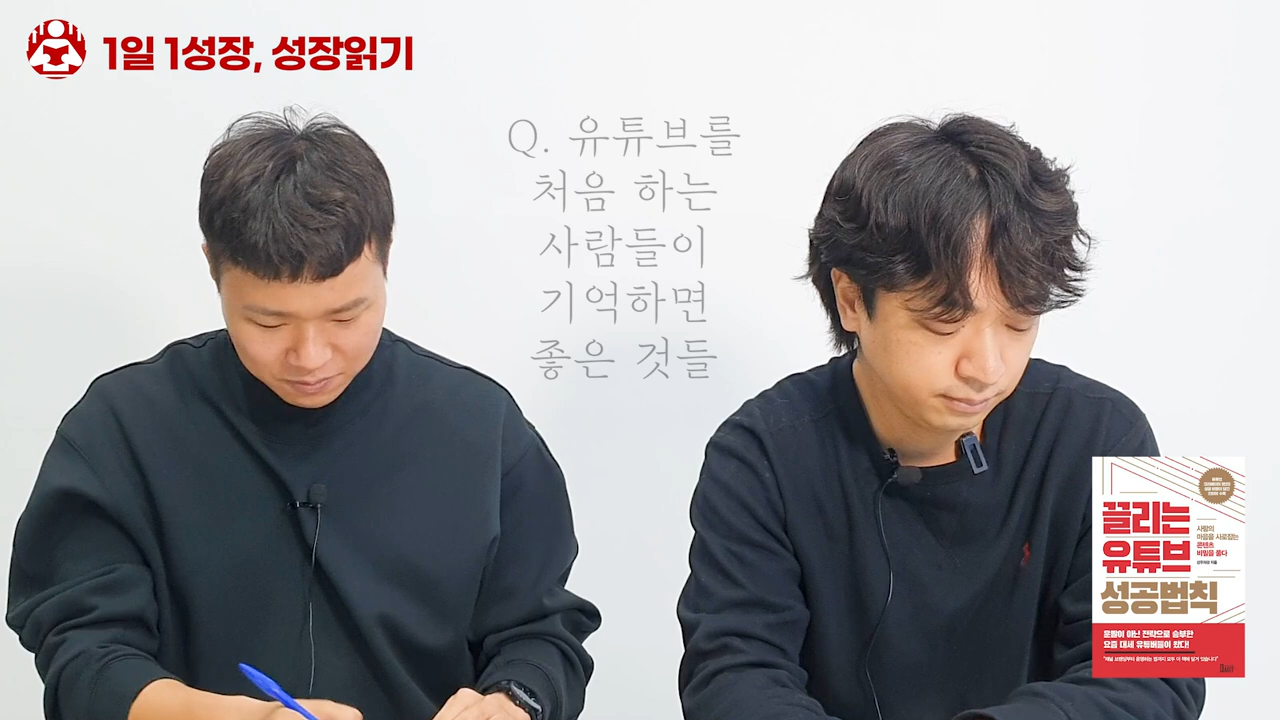 1일 1성장, 성장읽기
Q. 유튜브를
처음 하는
사람들이
기억하면
좋은 것들
끌리는
유튜브
성공법칙
사람의
마음을 사로잡는
콘텐츠
비밀을 풀다
운빨이 아닌 전략으로 승부한
요즘 대세 유튜버들이 왔다!